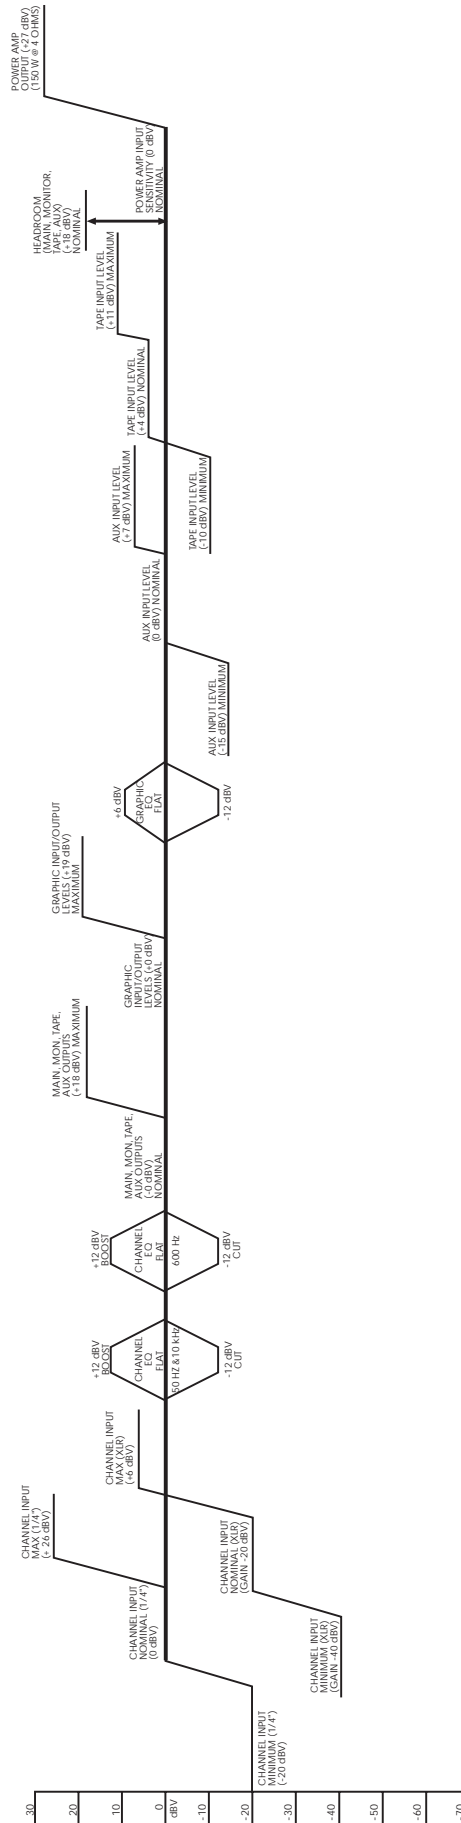 30
20
10
0
dBV
-10
-20
-30
-40
-50
-60
-70
CHANNEL INPUT
MINIMUM (1/4")
(-20 dBV)
CHANNEL INPUT
NOMINAL (1/4")
(0 dBV)
CHANNEL INPUT
MAX (1/4")
(+ 26 dBV)
CHANNEL INPUT
MINIMUM (XLR)
(GAIN -40 dBV)
CHANNEL INPUT
NOMINAL (XLR)
(GAIN -20 dBV)
CHANNEL INPUT
MAX (XLR)
(+6 dBV)
+12 dBV
BOOST
CHANNEL
EQ
FLAT
50 HZ & 10 kHz
-12 dBV
CUT
+12 dBV
BOOST
CHANNEL
EQ
FLAT
600 Hz
-12 dBV
CUT
MAIN, MON, TAPE,
AUX OUTPUTS
(-0 dBV)
NOMINAL
MAIN, MON, TAPE,
AUX OUTPUTS
(+18 dBV) MAXIMUM
GRAPHIC
INPUT/OUTPUT
LEVELS (+0 dBV)
NOMINAL
GRAPHIC INPUT/OUTPUT
LEVELS (+19 dBV)
MAXIMUM
+6 dBV
GRAPHIC
EQ
FLAT
-12 dBV
AUX INPUT LEVEL
(-15 dBV) MINIMUM
AUX INPUT LEVEL
(0 dBV) NOMINAL
AUX INPUT LEVEL
(+7 dBV) MAXIMUM
TAPE INPUT LEVEL
(-10 dBV) MINIMUM
TAPE INPUT LEVEL
(+4 dBV) NOMINAL
TAPE INPUT LEVEL
(+11 dBV) MAXIMUM
HEADROOM
(MAIN, MONITOR,
TAPE, AUX)
(+18 dBV)
NOMINAL
POWER AMP INPUT
SENSITIVITY (0 dBV)
NOMINAL
POWER AMP
OUTPUT (+27 dBV)
(150 W @ 4 OHMS)